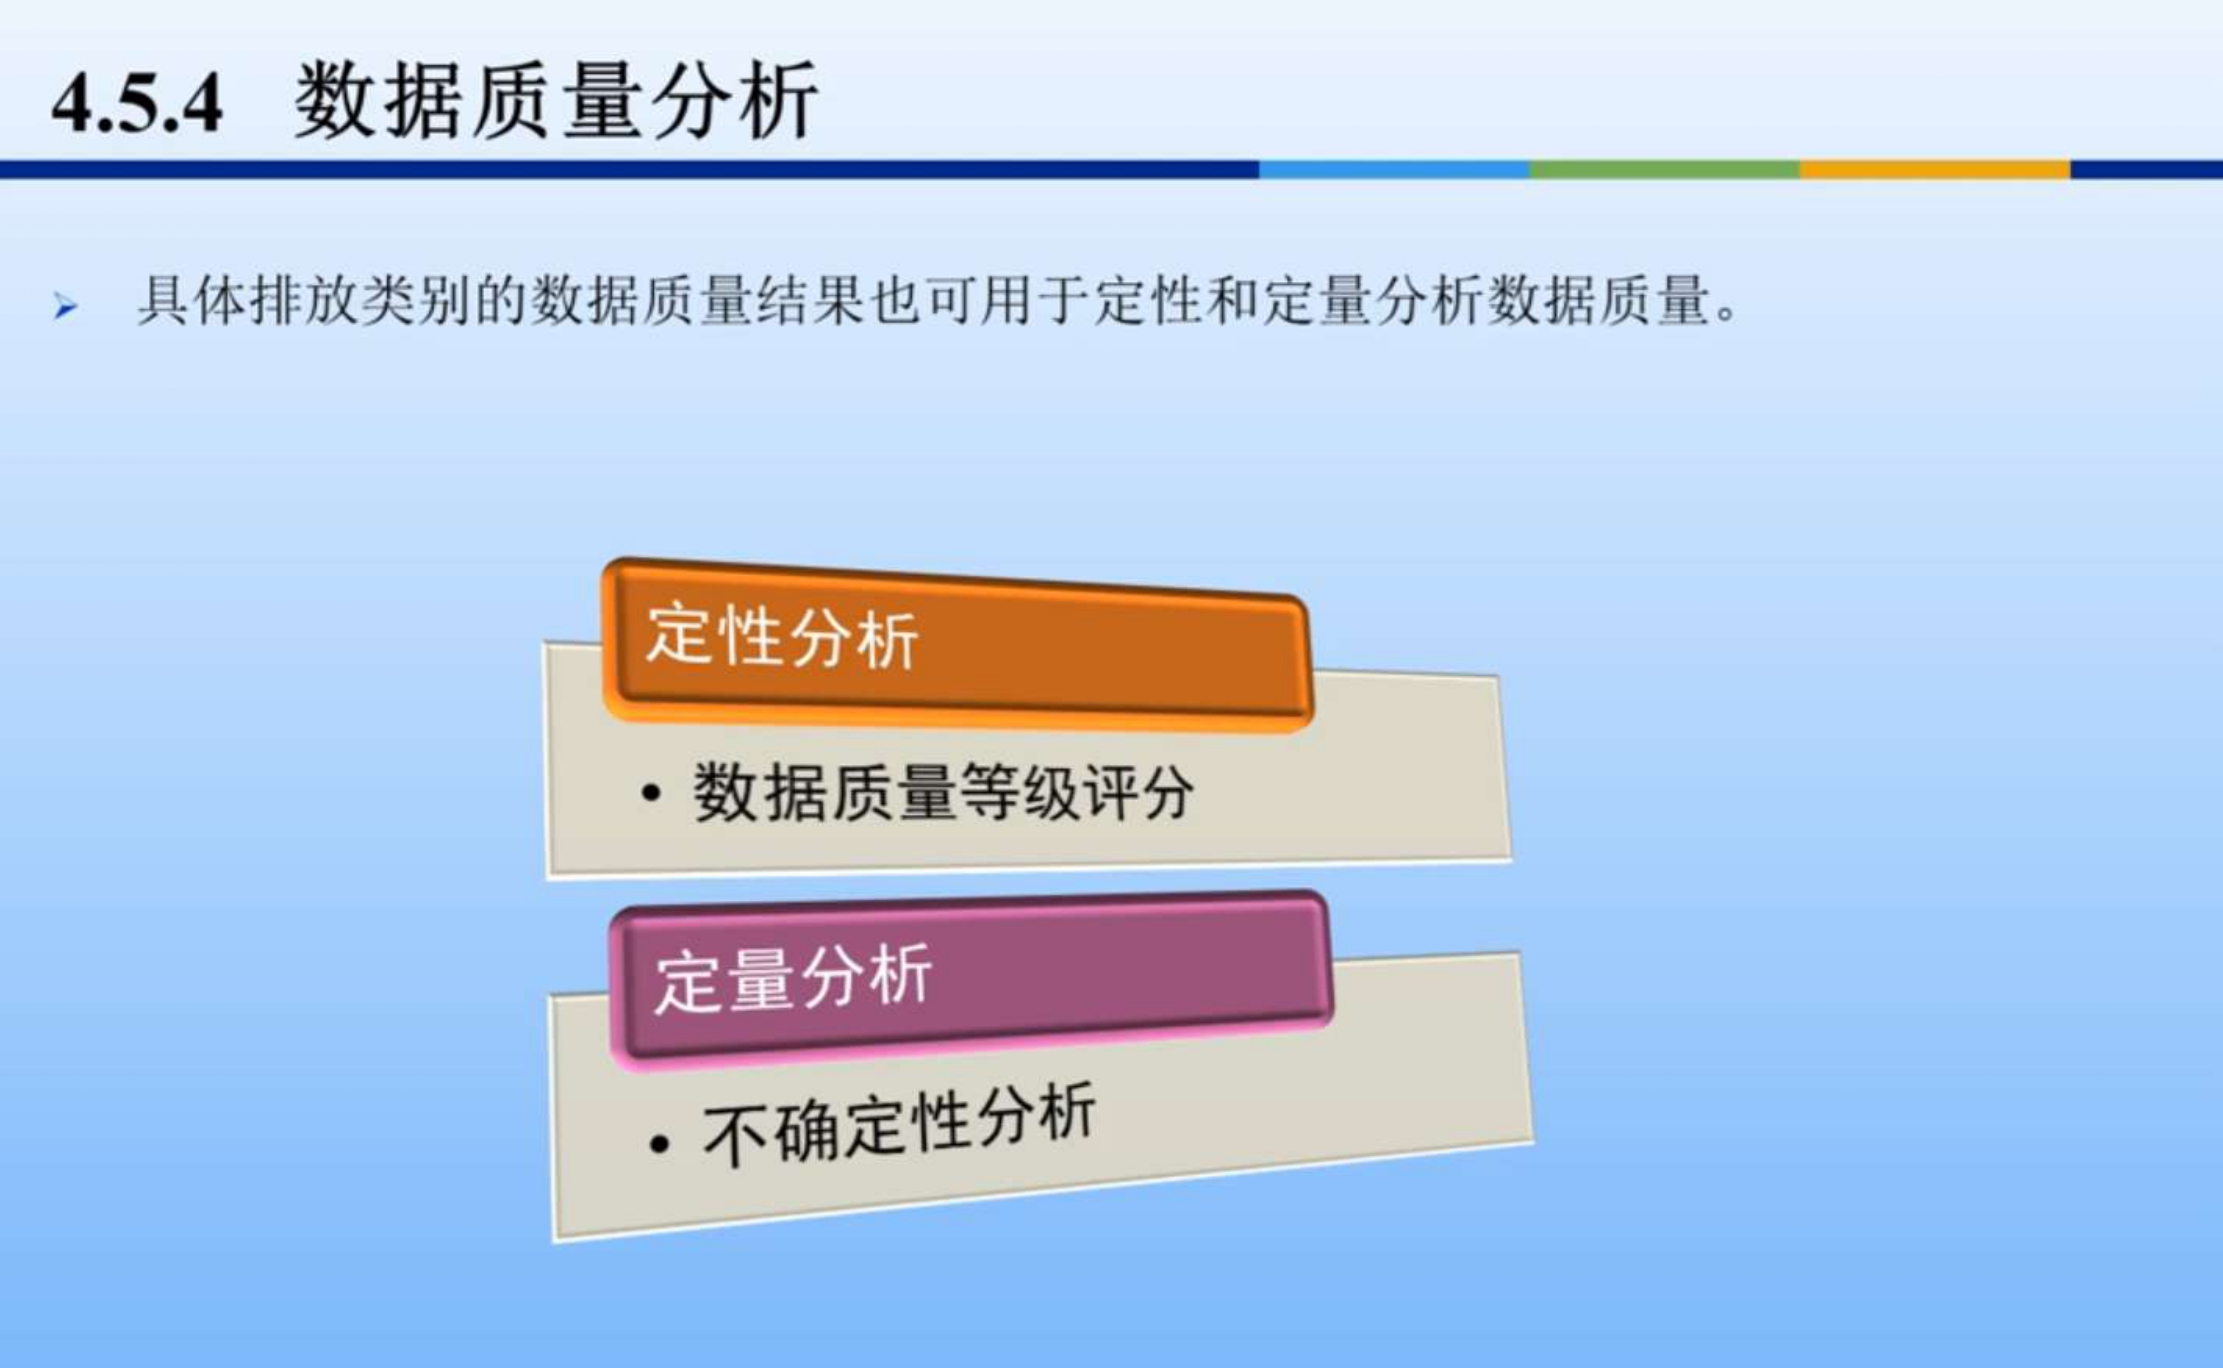 4.5.4 数据质量分析
具体排放类别的数据质量结果也可用于定性和定量分析数据质量。
定性分析
• 数据质量等级评分
定量分析
• 不确定性分析